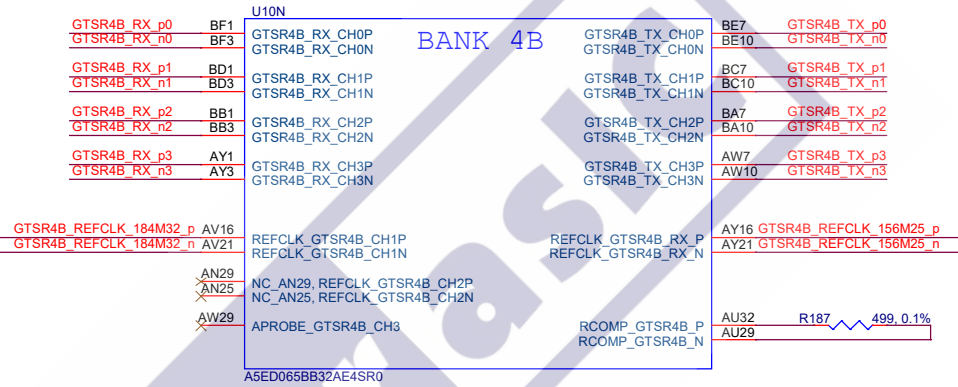 U10N
BANK 4B
GTSR4B_RX_p0 BF1 GTSR4B_RX_CH0P GTSR4B_TX_CH0P BE7 GTSR4B_TX_p0
GTSR4B_RX_n0 BF3 GTSR4B_RX_CH0N GTSR4B_TX_CH0N BE10 GTSR4B_TX_n0
GTSR4B_RX_p1 BD1 GTSR4B_RX_CH1P GTSR4B_TX_CH1P BC7 GTSR4B_TX_p1
GTSR4B_RX_n1 BD3 GTSR4B_RX_CH1N GTSR4B_TX_CH1N BC10 GTSR4B_TX_n1
GTSR4B_RX_p2 BB1 GTSR4B_RX_CH2P GTSR4B_TX_CH2P BA7 GTSR4B_TX_p2
GTSR4B_RX_n2 BB3 GTSR4B_RX_CH2N GTSR4B_TX_CH2N BA10 GTSR4B_TX_n2
GTSR4B_RX_p3 AY1 GTSR4B_RX_CH3P GTSR4B_TX_CH3P AW7 GTSR4B_TX_p3
GTSR4B_RX_n3 AY3 GTSR4B_RX_CH3N GTSR4B_TX_CH3N AW10 GTSR4B_TX_n3
GTSR4B_REFCLK_184M32_p AV16 REFCLK_GTSR4B_CH1P REFCLK_GTSR4B_RX_P AY16 GTSR4B_REFCLK_156M25_p
GTSR4B_REFCLK_184M32_n AV21 REFCLK_GTSR4B_CH1N REFCLK_GTSR4B_RX_N AY21 GTSR4B_REFCLK_156M25_n
AN29 NC_AN29, REFCLK_GTSR4B_CH2P
AN25 NC_AN25, REFCLK_GTSR4B_CH2N
AW29 APROBE_GTSR4B_CH3 RCOMP_GTSR4B_P AU32 R187 499, 0.1%
RCOMP_GTSR4B_N AU29
A5ED065BB32AE4SR0